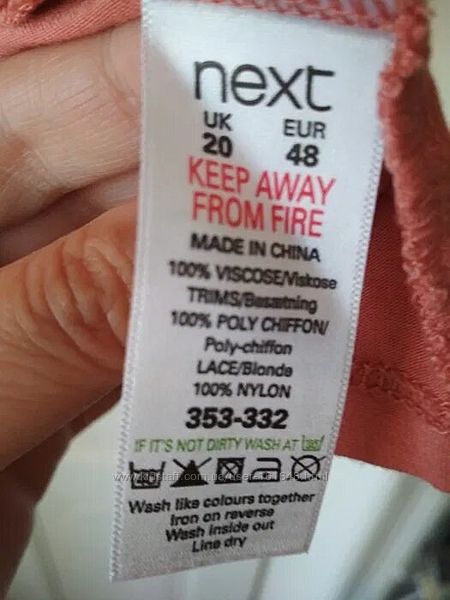 next
UK EUR
20 48
KEEP AWAY
FROM FIRE
MADE IN CHINA
100% VISCOSE/Viskose
TRIMS/Besætning
100% POLY CHIFFON/
Poly-chiffon
LACE/Blonde
100% NYLON
353-332
IF IT'S NOT DIRTY WASH AT 30°
Wash like colours together
Iron on reverse
Wash inside out
Line dry